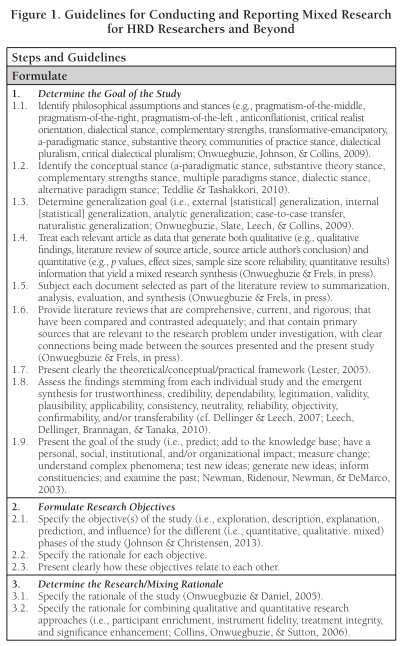 Figure 1. Guidelines for Conducting and Reporting Mixed Research
for HRD Researchers and Beyond
Steps and Guidelines
Formulate
1. Determine the Goal of the Study
1.1. Identify philosophical assumptions and stances (e.g., pragmatism-of-the-middle,
pragmatism-of-the-right, pragmatism-of-the-left , anticonflationist, critical realist
orientation, dialectical stance, complementary strengths, transformative-emancipatory,
a-paradigmatic stance, substantive theory, communities of practice stance, dialectical
pluralism, critical dialectical pluralism; Onwuegbuzie, Johnson, & Collins, 2009).
1.2. Identify the conceptual stance (a-paradigmatic stance, substantive theory stance,
complementary strengths stance, multiple paradigms stance, dialectic stance,
alternative paradigm stance; Teddlie & Tashakkori, 2010).
1.3. Determine generalization goal (i.e., external [statistical] generalization, internal
[statistical] generalization, analytic generalization; case-to-case transfer,
naturalistic generalization; Onwuegbuzie, Slate, Leech, & Collins, 2009).
1.4. Treat each relevant article as data that generate both qualitative (e.g., qualitative
findings, literature review of source article, source article author's conclusion) and
quantitative (e.g., p values, effect sizes, sample size score reliability, quantitative results)
information that yield a mixed research synthesis (Onwuegbuzie & Frels, in press).
1.5. Subject each document selected as part of the literature review to summarization,
analysis, evaluation, and synthesis (Onwuegbuzie & Frels, in press).
1.6. Provide literature reviews that are comprehensive, current, and rigorous; that
have been compared and contrasted adequately; and that contain primary
sources that are relevant to the research problem under investigation, with clear
connections being made between the sources presented and the present study
(Onwuegbuzie & Frels, in press).
1.7. Present clearly the theoretical/conceptual/practical framework (Lester, 2005).
1.8. Assess the findings stemming from each individual study and the emergent
synthesis for trustworthiness, credibility, dependability, legitimation, validity,
plausibility, applicability, consistency, neutrality, reliability, objectivity,
confirmability, and/or transferability (cf. Dellinger & Leech, 2007; Leech,
Dellinger, Brannagan, & Tanaka, 2010).
1.9. Present the goal of the study (i.e., predict; add to the knowledge base; have a
personal, social, institutional, and/or organizational impact; measure change;
understand complex phenomena; test new ideas; generate new ideas; inform
constituencies; and examine the past; Newman, Ridenour, Newman, & DeMarco,
2003).
2. Formulate Research Objectives
2.1. Specify the objective(s) of the study (i.e., exploration, description, explanation,
prediction, and influence) for the different (i.e., quantitative, qualitative. mixed)
phases of the study (Johnson & Christensen, 2013).
2.2. Specify the rationale for each objective.
2.3. Present clearly how these objectives relate to each other.
3. Determine the Research/Mixing Rationale
3.1. Specify the rationale of the study (Onwuegbuzie & Daniel, 2005).
3.2. Specify the rationale for combining qualitative and quantitative research
approaches (i.e., participant enrichment, instrument fidelity, treatment integrity,
and significance enhancement; Collins, Onwuegbuzie, & Sutton, 2006).